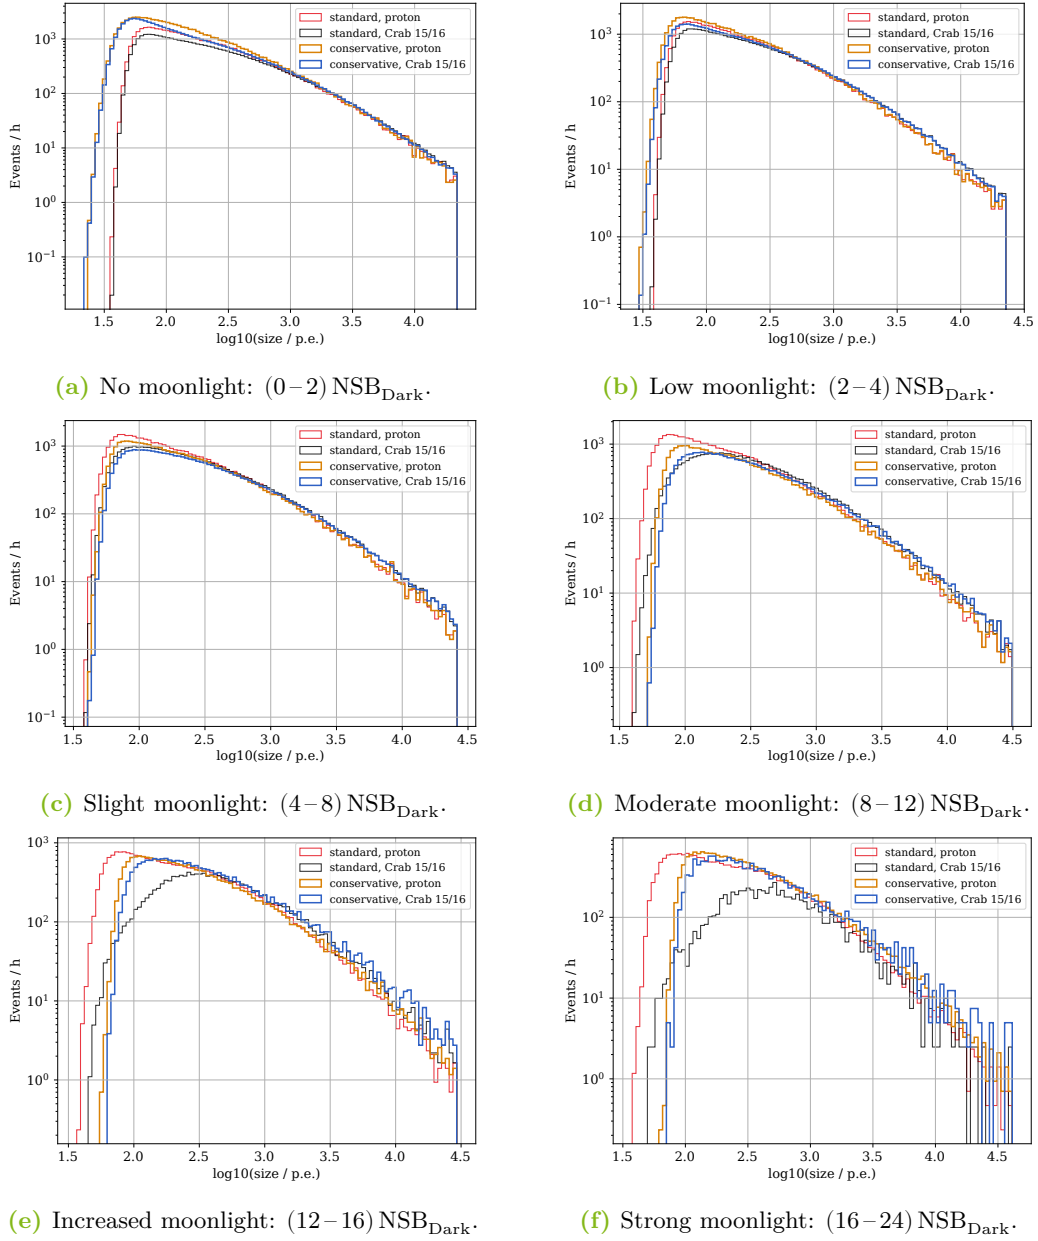 standard, proton
standard, Crab 15/16
conservative, proton
conservative, Crab 15/16
Events / h
10³
10²
10¹
10⁰
10⁻¹
1.5 2.0 2.5 3.0 3.5 4.0
log10(size / p.e.)
(a) No moonlight: (0–2) NSB_Dark.
standard, proton
standard, Crab 15/16
conservative, proton
conservative, Crab 15/16
Events / h
10³
10²
10¹
10⁰
10⁻¹
1.5 2.0 2.5 3.0 3.5 4.0 4.5
log10(size / p.e.)
(b) Low moonlight: (2–4) NSB_Dark.
standard, proton
standard, Crab 15/16
conservative, proton
conservative, Crab 15/16
Events / h
10³
10²
10¹
10⁰
10⁻¹
1.5 2.0 2.5 3.0 3.5 4.0 4.5
log10(size / p.e.)
(c) Slight moonlight: (4–8) NSB_Dark.
standard, proton
standard, Crab 15/16
conservative, proton
conservative, Crab 15/16
Events / h
10³
10²
10¹
10⁰
1.5 2.0 2.5 3.0 3.5 4.0 4.5
log10(size / p.e.)
(d) Moderate moonlight: (8–12) NSB_Dark.
standard, proton
standard, Crab 15/16
conservative, proton
conservative, Crab 15/16
Events / h
10³
10²
10¹
10⁰
1.5 2.0 2.5 3.0 3.5 4.0 4.5
log10(size / p.e.)
(e) Increased moonlight: (12–16) NSB_Dark.
standard, proton
standard, Crab 15/16
conservative, proton
conservative, Crab 15/16
Events / h
10²
10¹
10⁰
1.5 2.0 2.5 3.0 3.5 4.0 4.5
log10(size / p.e.)
(f) Strong moonlight: (16–24) NSB_Dark.